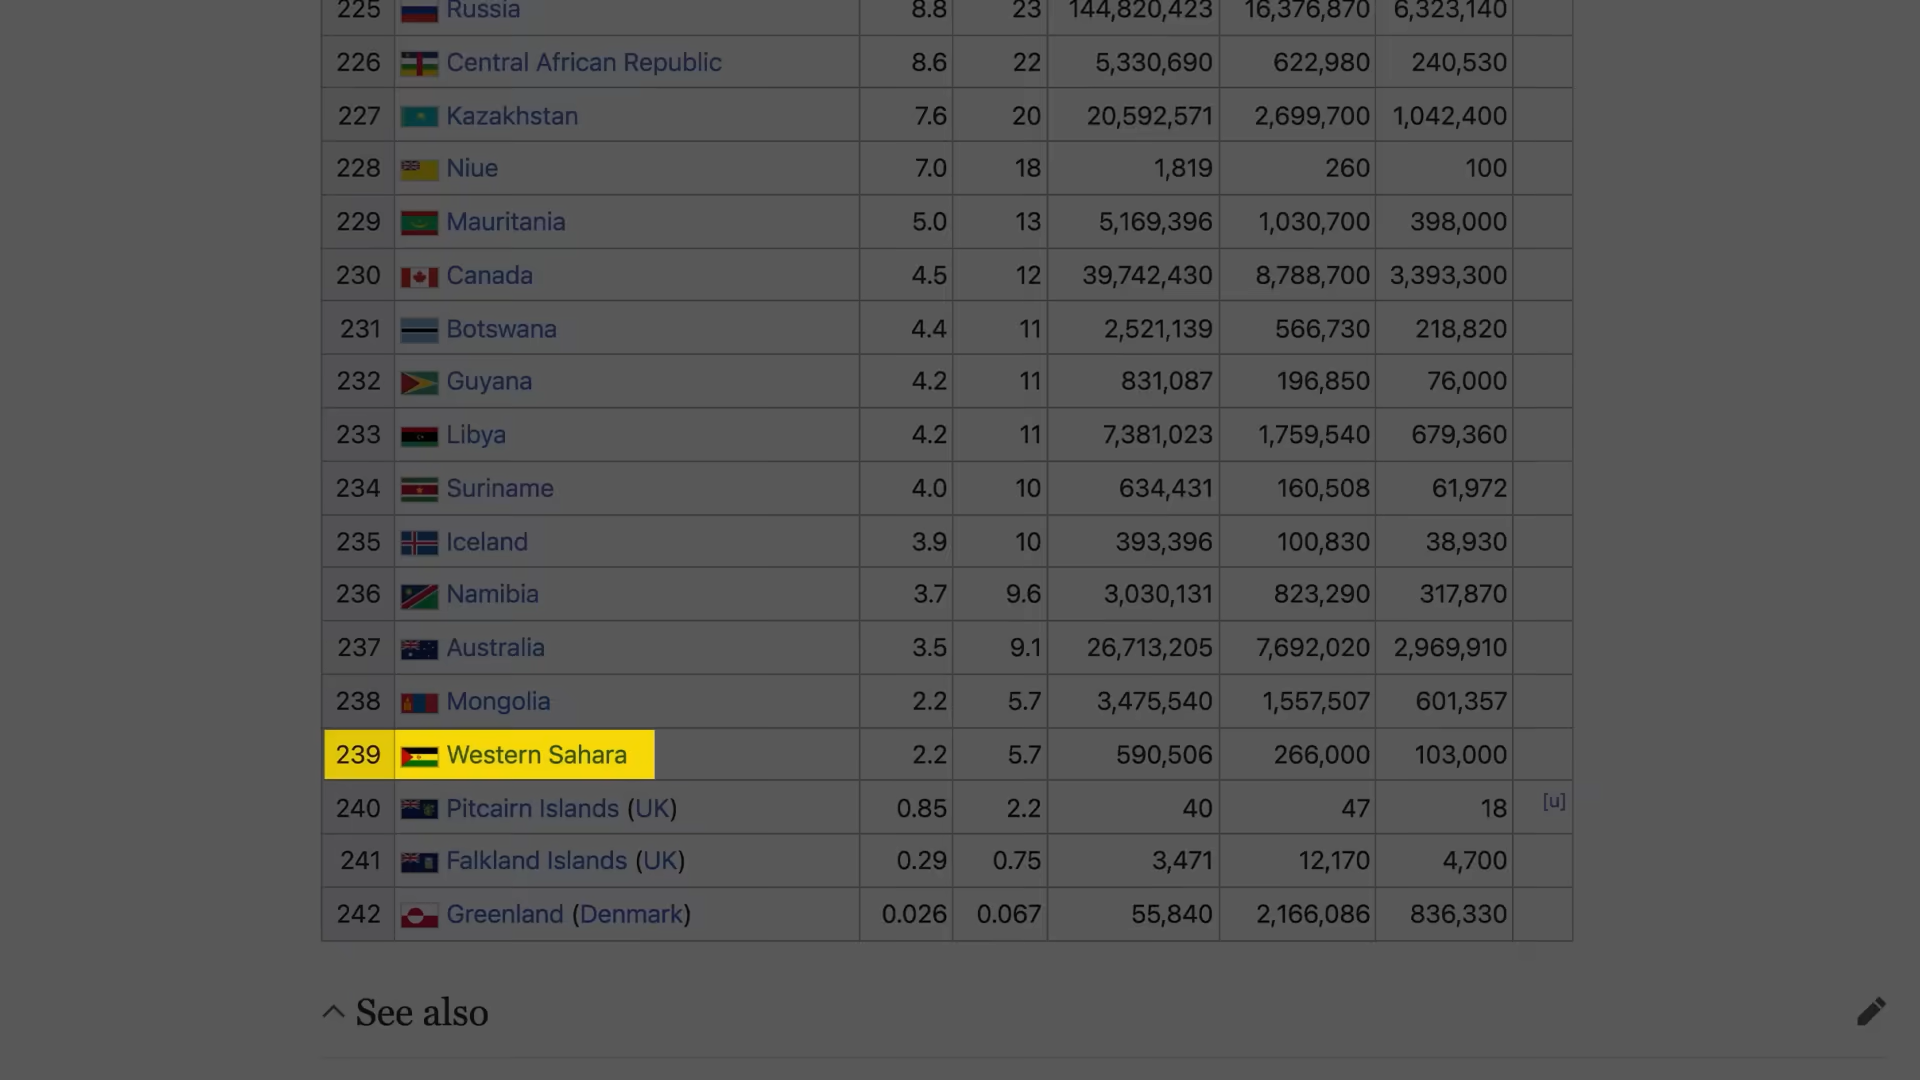 225 Russia 8.8 23 144,820,423 16,376,870 6,323,140
226 Central African Republic 8.6 22 5,330,690 622,980 240,530
227 Kazakhstan 7.6 20 20,592,571 2,699,700 1,042,400
228 Niue 7.0 18 1,819 260 100
229 Mauritania 5.0 13 5,169,396 1,030,700 398,000
230 Canada 4.5 12 39,742,430 8,788,700 3,393,300
231 Botswana 4.4 11 2,521,139 566,730 218,820
232 Guyana 4.2 11 831,087 196,850 76,000
233 Libya 4.2 11 7,381,023 1,759,540 679,360
234 Suriname 4.0 10 634,431 160,508 61,972
235 Iceland 3.9 10 393,396 100,830 38,930
236 Namibia 3.7 9.6 3,030,131 823,290 317,870
237 Australia 3.5 9.1 26,713,205 7,692,020 2,969,910
238 Mongolia 2.2 5.7 3,475,540 1,557,507 601,357
239 Western Sahara 2.2 5.7 590,506 266,000 103,000
240 Pitcairn Islands (UK) 0.85 2.2 40 47 18 [u]
241 Falkland Islands (UK) 0.29 0.75 3,471 12,170 4,700
242 Greenland (Denmark) 0.026 0.067 55,840 2,166,086 836,330
See also